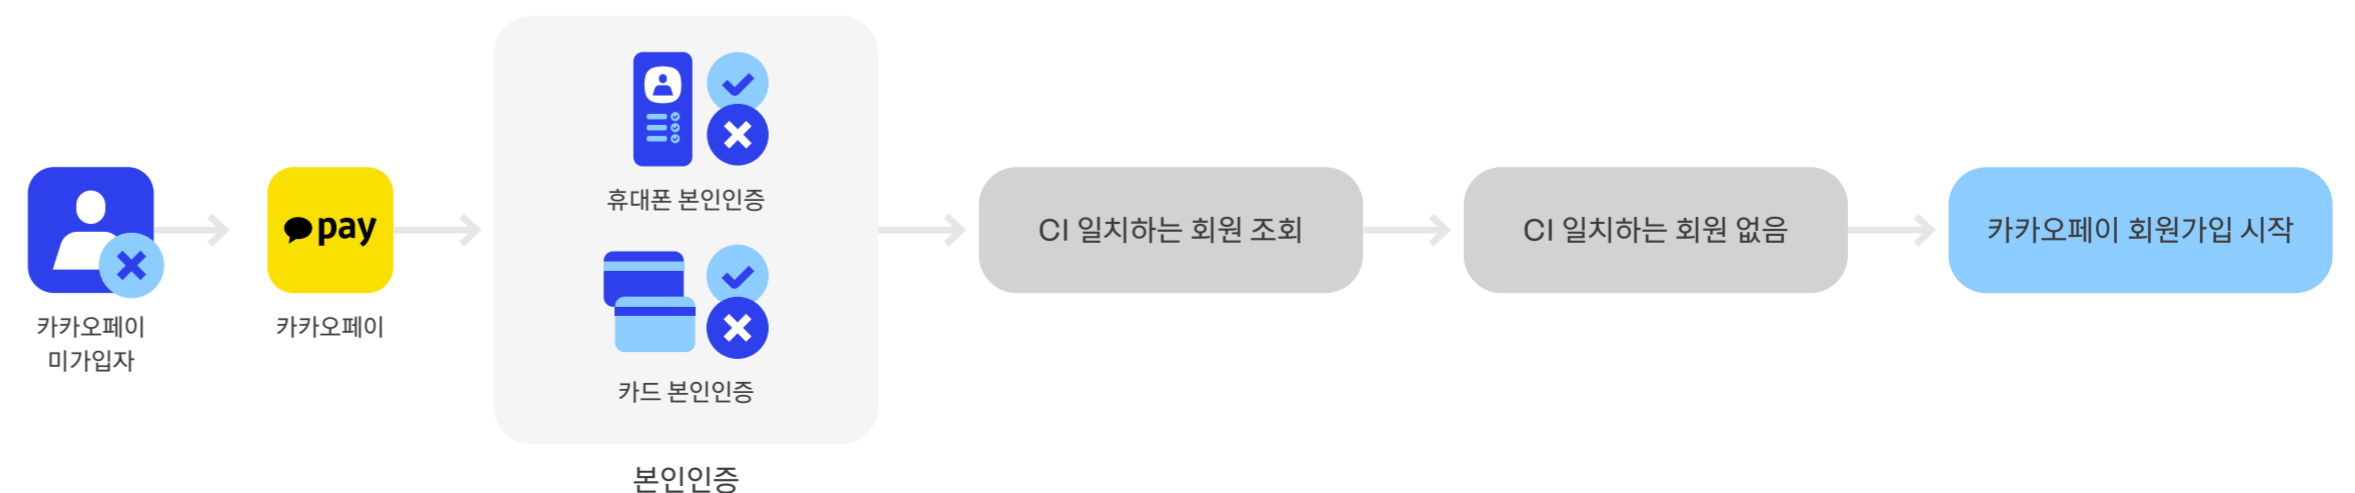 카카오페이
미가입자
pay
카카오페이
휴대폰 본인인증
카드 본인인증
본인인증
CI 일치하는 회원 조회
CI 일치하는 회원 없음
카카오페이 회원가입 시작